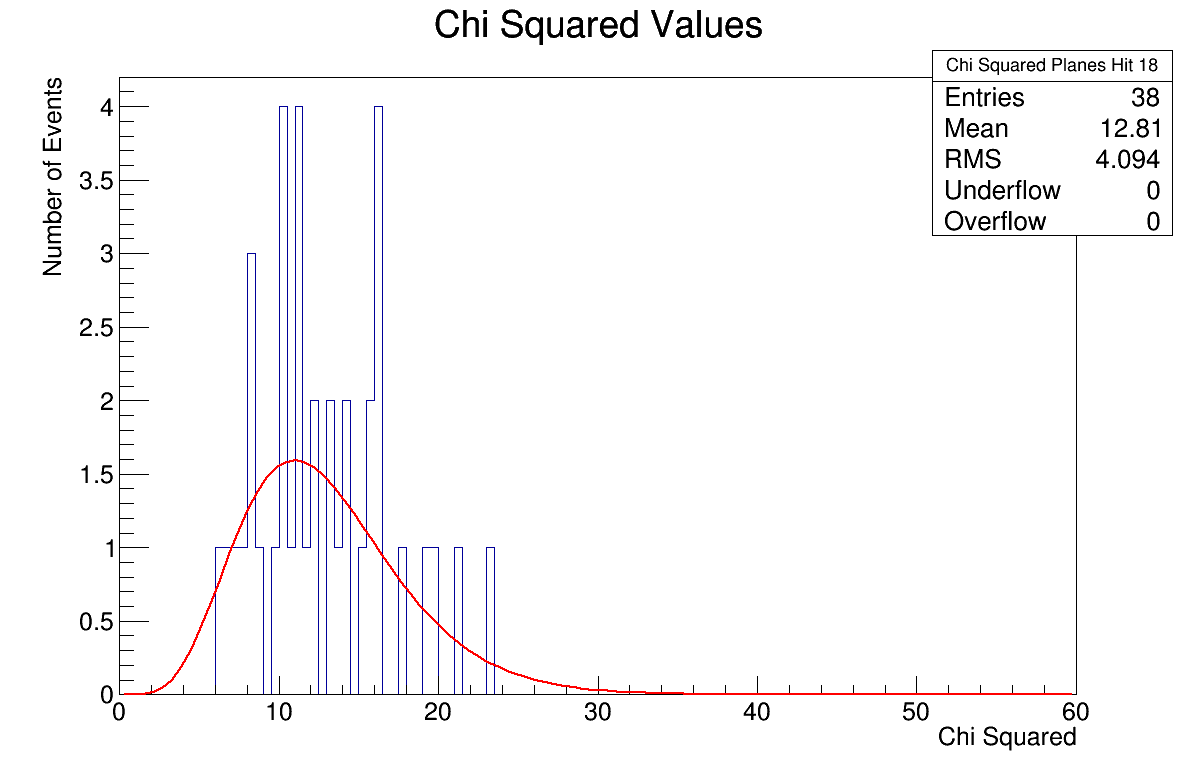 Chi Squared Values
Chi Squared Planes Hit 18
Entries 38
Mean 12.81
RMS 4.094
Underflow 0
Overflow 0
Number of Events
4
3.5
3
2.5
2
1.5
1
0.5
0
0 10 20 30 40 50 60
Chi Squared